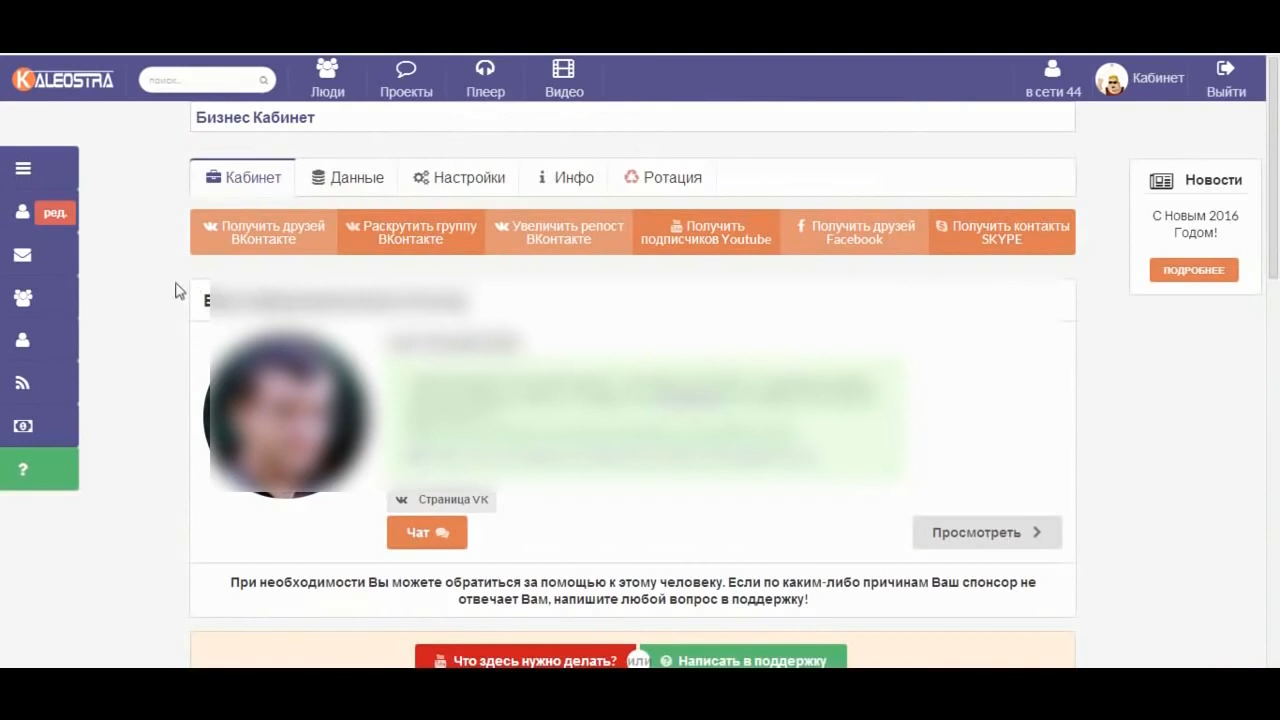 KALEOSTRA
поиск..
Люди
Проекты
Плеер
Видео
в сети 44
Кабинет
Выйти
Бизнес Кабинет
Кабинет
Данные
Настройки
Инфо
Ротация
ред.
Получить друзей
ВКонтакте
Раскрутить группу
ВКонтакте
Увеличить репост
ВКонтакте
Получить
подписчиков Youtube
Получить друзей
Facebook
Получить контакты
SKYPE
Новости
С Новым 2016
Годом!
ПОДРОБНЕЕ
Страница VK
Чат
Просмотреть
При необходимости Вы можете обратиться за помощью к этому человеку. Если по каким-либо причинам Ваш спонсор не
отвечает Вам, напишите любой вопрос в поддержку!
Что здесь нужно делать?
или
Написать в поддержку